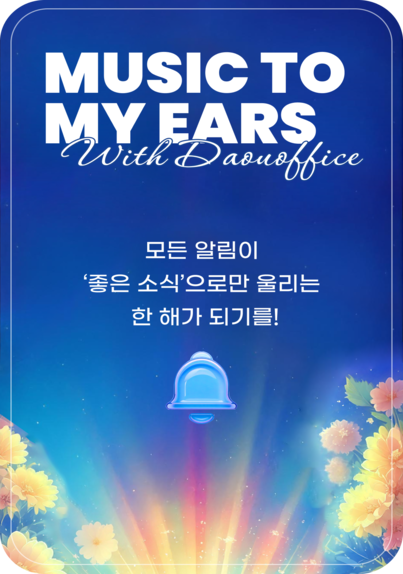 MUSIC TO
MY EARS
With Daouoffice
모든 알림이
‘좋은 소식’으로만 울리는
한 해가 되기를!